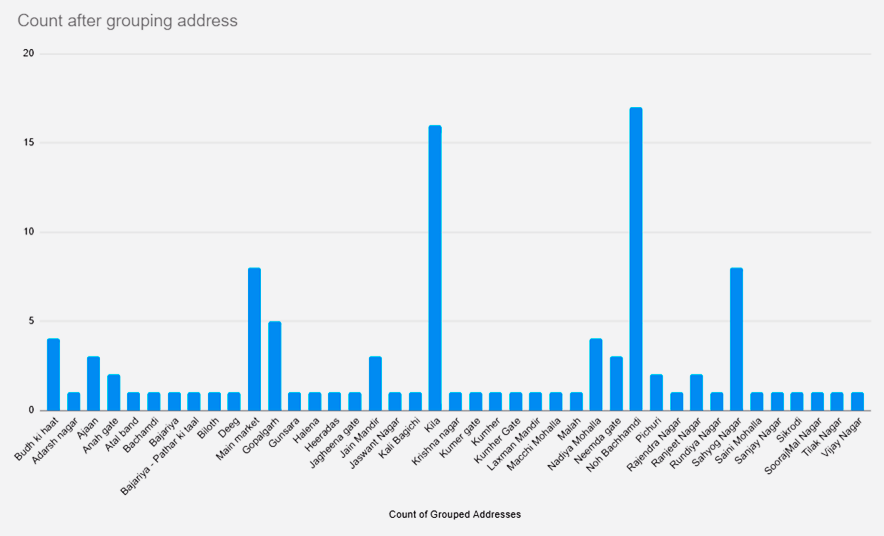 Count after grouping address
20
15
10
5
0
Budh ki haat
Adarsh nagar
Ajaan
Anah gate
Atal band
Bachamdi
Bajariya
Bajariya - Pathar ki taal
Biloth
Deeg
Main market
Gopalgarh
Gunsara
Halena
Heeradas
Jagheena gate
Jain Mandir
Jaswant Nagar
Kali Bagichi
Kila
Krishna nagar
Kumer gate
Kumher
Kumher Gate
Laxman Mandir
Macchi Mohalla
Malah
Nadiya Mohalla
Neemda gate
Noh Bachhamdi
Pichuri
Rajendra Nagar
Ranjeet Nagar
Rundiya Nagar
Sahyog Nagar
Saini Mohalla
Sanjay Nagar
Sikrodi
SoorajMal Nagar
Tilak Nagar
Vijay Nagar
Count of Grouped Addresses